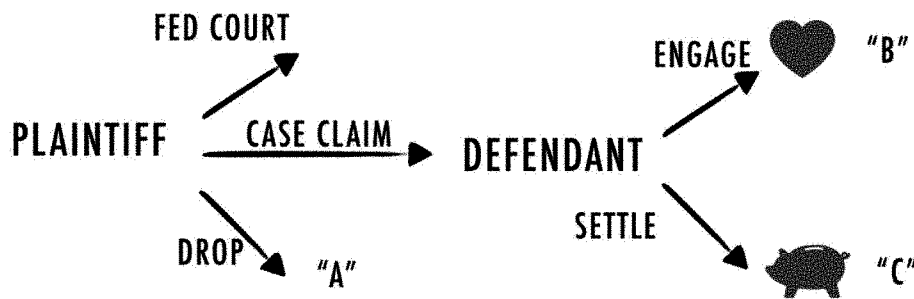 FED COURT
ENGAGE
"B"
PLAINTIFF
CASE CLAIM
DEFENDANT
SETTLE
DROP
"A"
"C"